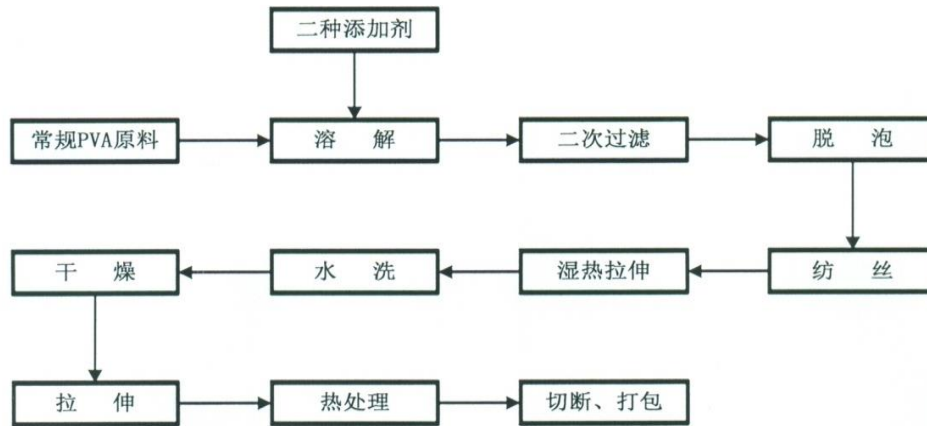 二种添加剂
常规PVA原料
溶 解
二次过滤
脱 泡
干 燥
水 洗
湿热拉伸
纺 丝
拉 伸
热处理
切断、打包